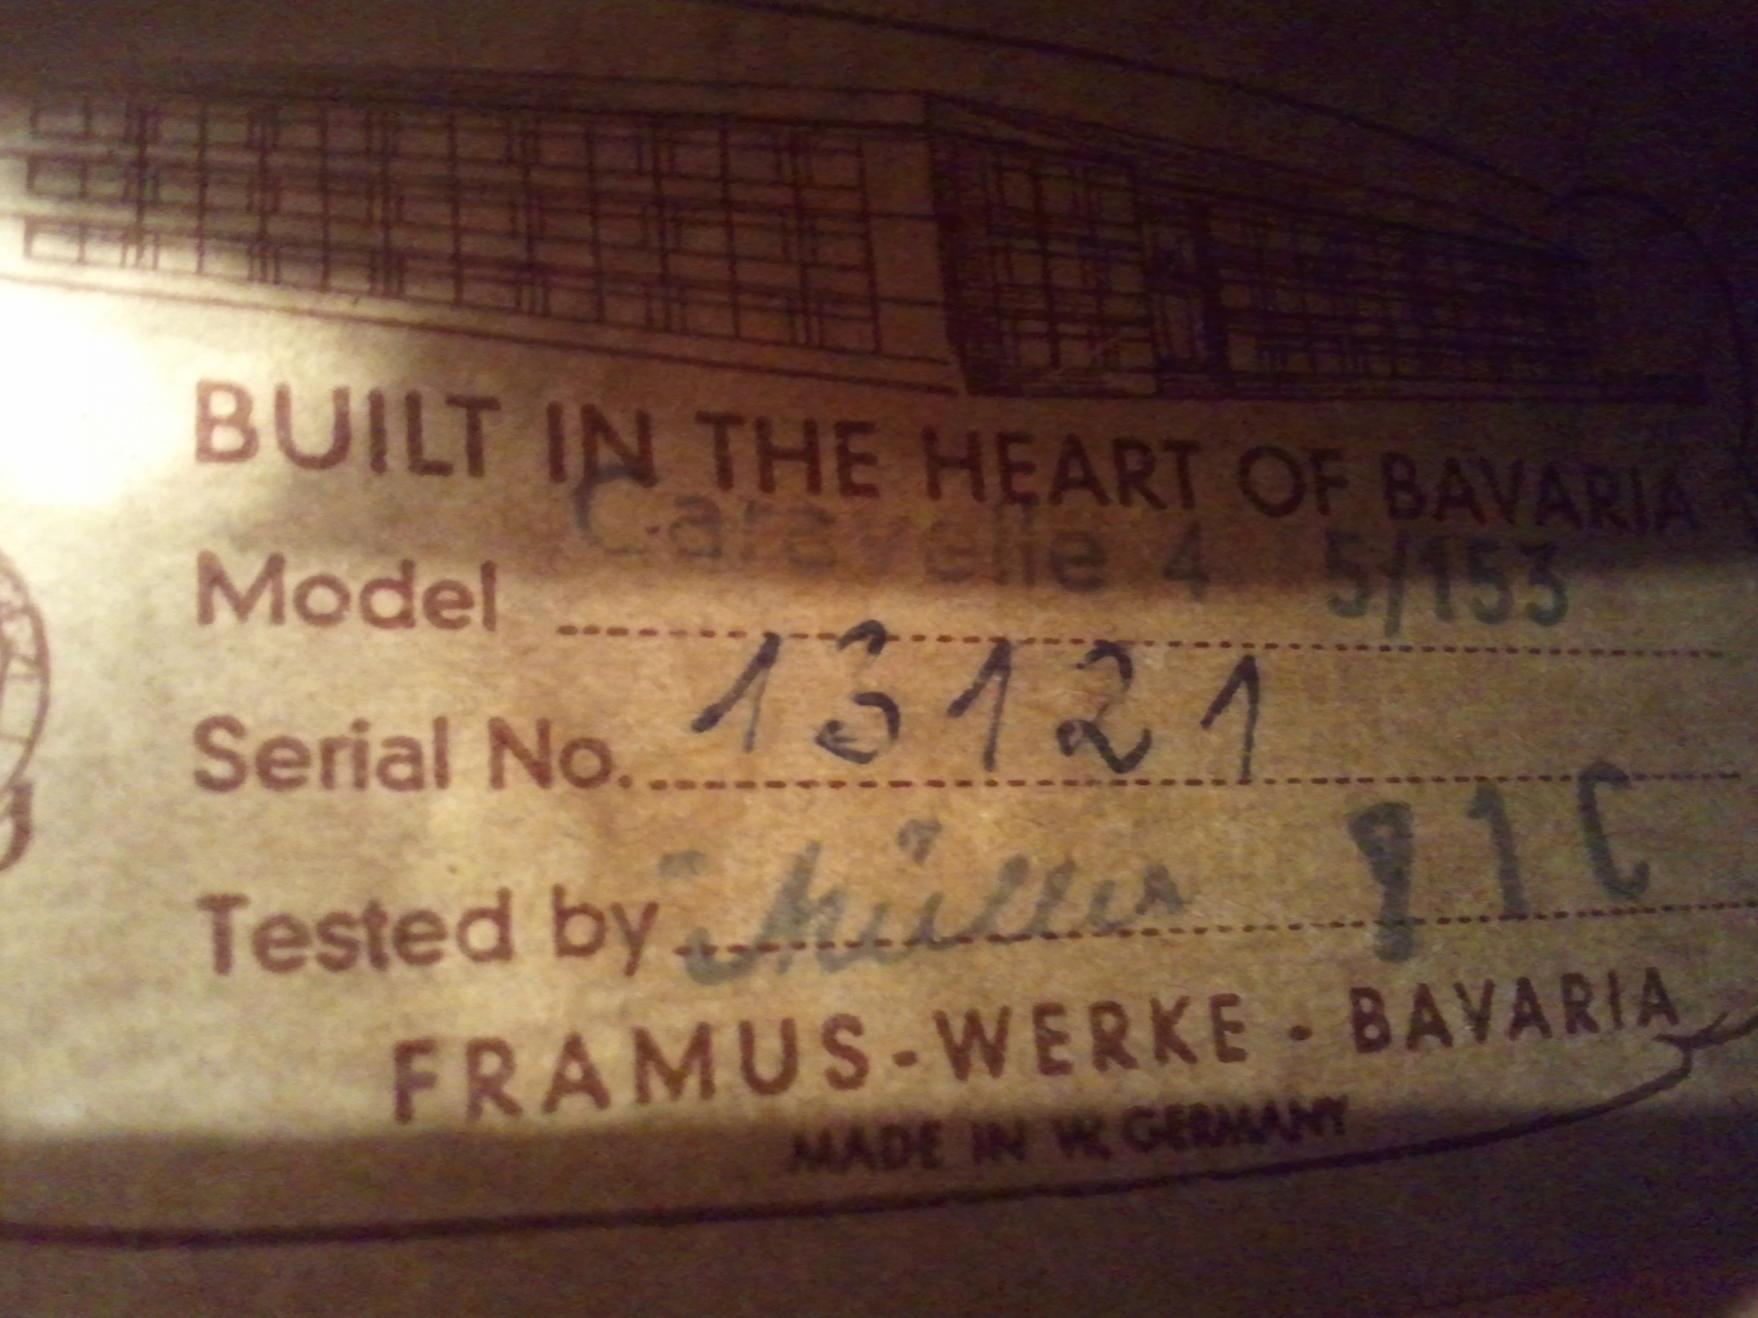 BUILT IN THE HEART OF BAVARIA
Model Caravelle 4 5/153
Serial No. 13121
Tested by Müller 81C
FRAMUS-WERKE - BAVARIA
MADE IN W. GERMANY